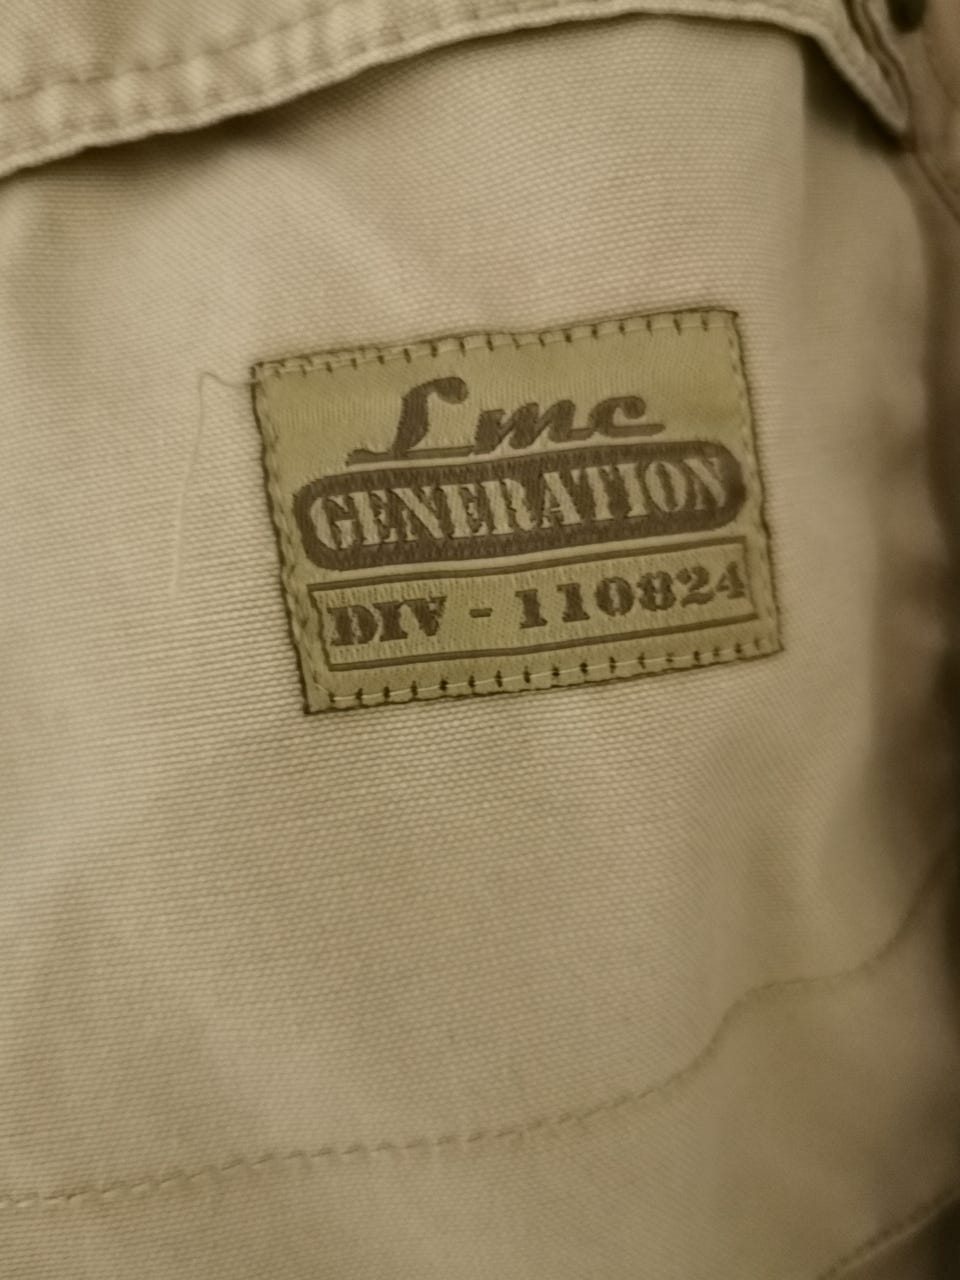 Lmc
GENERATION
DIV - 110824